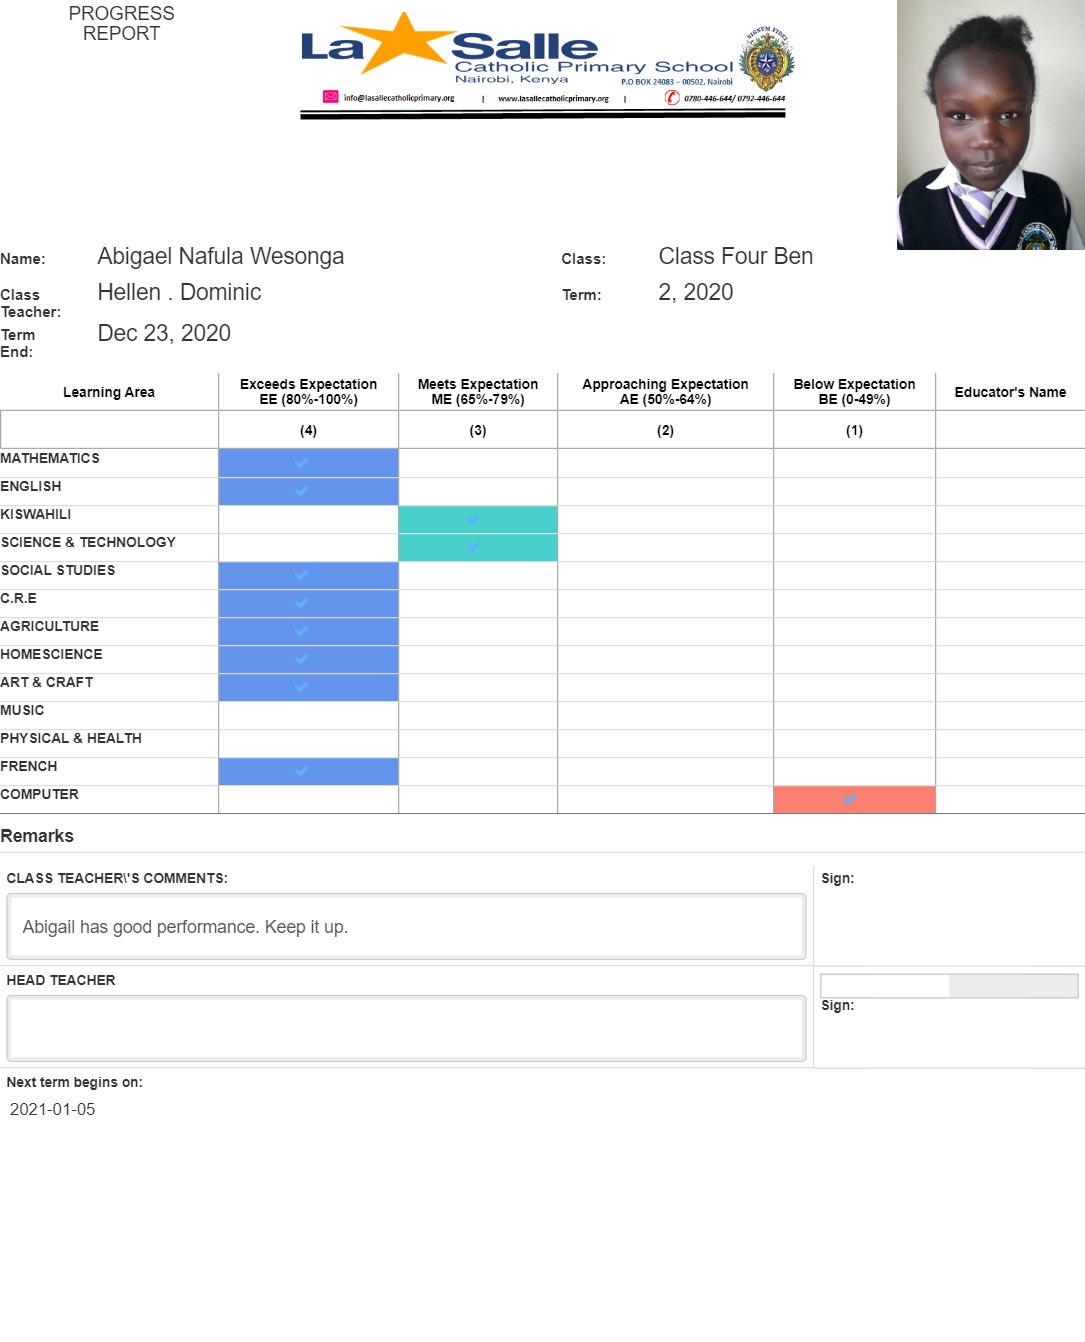 PROGRESS
REPORT
La Salle
Catholic Primary School
Nairobi, Kenya
P.O BOX 24083 – 00502. Nairobi
info@lasallecatholicprimary.org | www.lasallecatholicprimary.org | 0780-446-644/ 0792-446-644
SIGNUM FIDEI
Name: Abigael Nafula Wesonga Class: Class Four Ben
Class Teacher: Hellen . Dominic Term: 2, 2020
Term End: Dec 23, 2020
Learning Area Exceeds Expectation EE (80%-100%) Meets Expectation ME (65%-79%) Approaching Expectation AE (50%-64%) Below Expectation BE (0-49%) Educator's Name
(4) (3) (2) (1)
MATHEMATICS
ENGLISH
KISWAHILI
SCIENCE & TECHNOLOGY
SOCIAL STUDIES
C.R.E
AGRICULTURE
HOMESCIENCE
ART & CRAFT
MUSIC
PHYSICAL & HEALTH
FRENCH
COMPUTER
Remarks
CLASS TEACHER\'S COMMENTS: Sign:
Abigail has good performance. Keep it up.
HEAD TEACHER
Sign:
Next term begins on:
2021-01-05